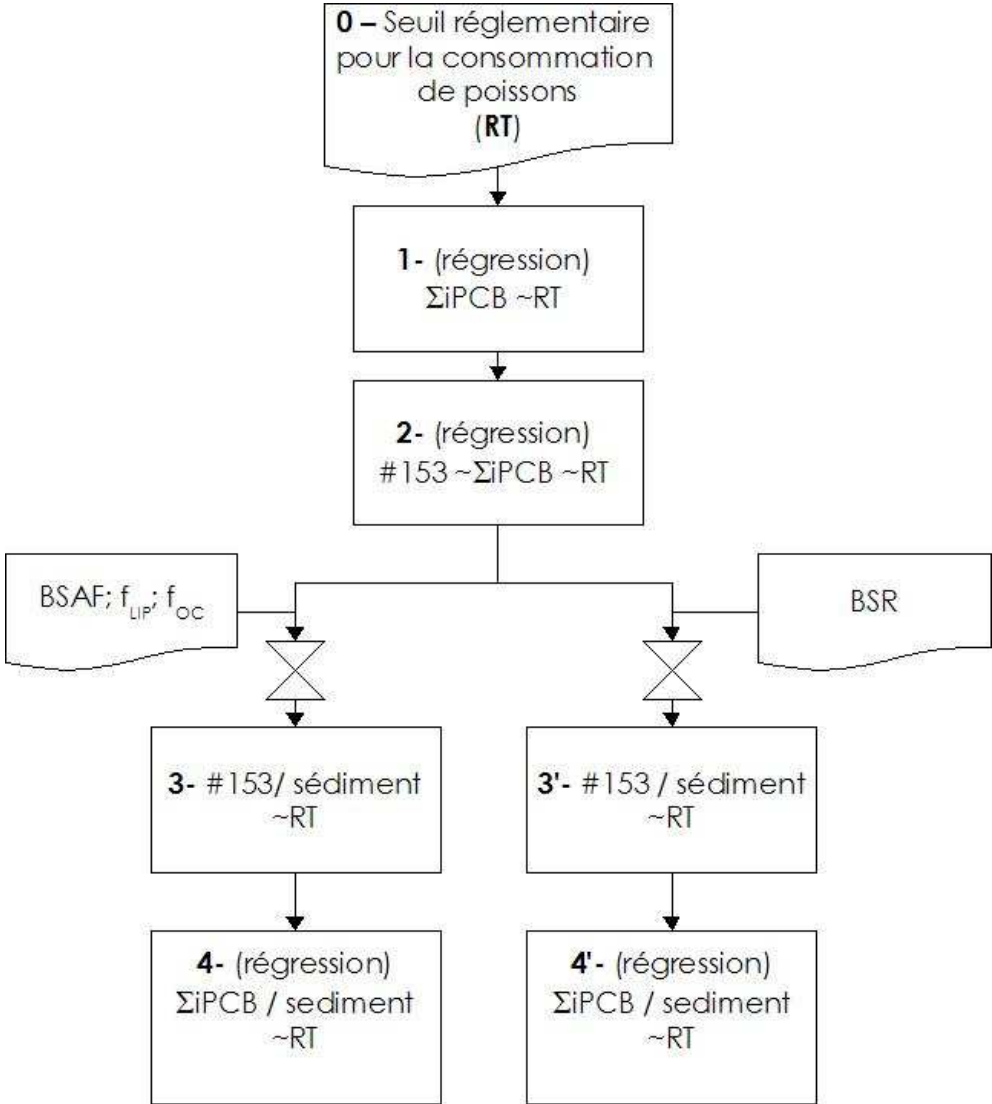 0 – Seuil réglementaire
pour la consommation
de poissons
(RT)
1- (régression)
ΣiPCB ~RT
2- (régression)
#153 ~ΣiPCB ~RT
BSAF; f_LIP; f_OC
BSR
3- #153/ sédiment
~RT
3'- #153 / sédiment
~RT
4- (régression)
ΣiPCB / sediment
~RT
4'- (régression)
ΣiPCB / sediment
~RT